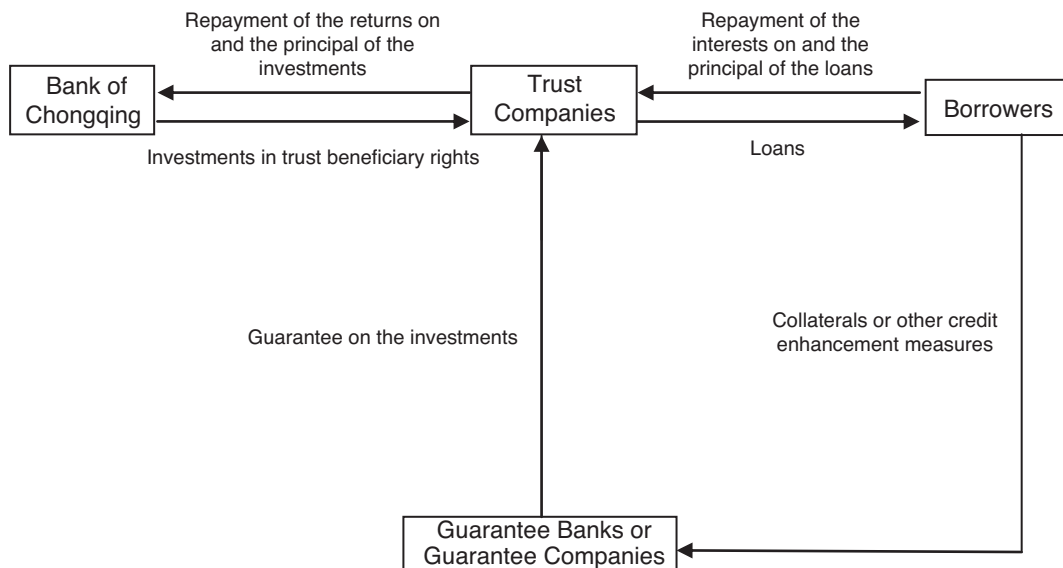 Repayment of the returns on
and the principal of the
investments
Repayment of the
interests on and the
principal of the loans
Bank of
Chongqing
Trust
Companies
Borrowers
Investments in trust beneficiary rights
Loans
Guarantee on the investments
Collaterals or other credit
enhancement measures
Guarantee Banks or
Guarantee Companies